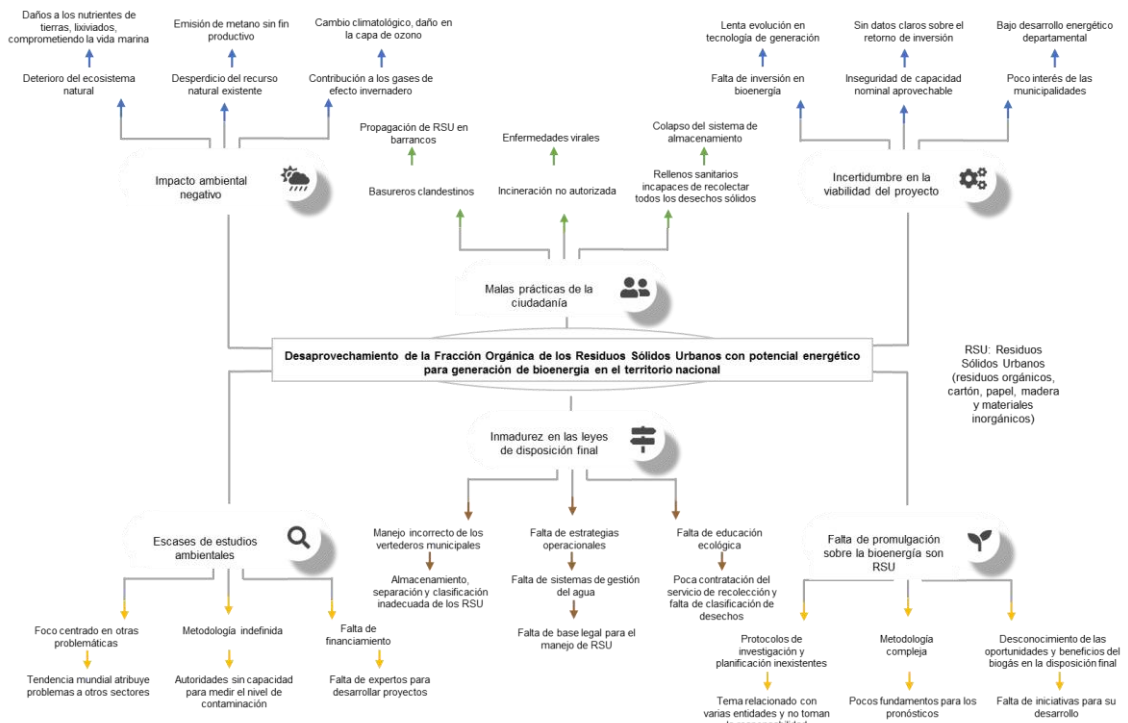 Daños a los nutrientes de
tierras, lixiviados,
comprometiendo la vida marina
Emisión de metano sin fin
productivo
Cambio climatológico, daño en
la capa de ozono
Deterioro del ecosistema
natural
Desperdicio del recurso
natural existente
Contribución a los gases de
efecto invernadero
Impacto ambiental
negativo
Propagación de RSU en
barrancos
Enfermedades virales
Colapso del sistema de
almacenamiento
Basureros clandestinos
Incineración no autorizada
Rellenos sanitarios
incapaces de recolectar
todos los desechos sólidos
Malas prácticas de la
ciudadanía
Lenta evolución en
tecnología de generación
Sin datos claros sobre el
retorno de inversión
Bajo desarrollo energético
departamental
Falta de inversión en
bioenergía
Inseguridad de capacidad
nominal aprovechable
Poco interés de las
municipalidades
Incertidumbre en la
viabilidad del proyecto
Desaprovechamiento de la Fracción Orgánica de los Residuos Sólidos Urbanos con potencial energético
para generación de bioenergia en el territorio nacional
RSU: Residuos
Sólidos Urbanos
(residuos orgánicos,
cartón, papel, madera
y materiales
inorgánicos)
Escases de estudios
ambientales
Foco centrado en otras
problemáticas
Metodología indefinida
Falta de
financiamiento
Tendencia mundial atribuye
problemas a otros sectores
Autoridades sin capacidad
para medir el nivel de
contaminación
Falta de expertos para
desarrollar proyectos
Inmadurez en las leyes
de disposición final
Manejo incorrecto de los
vertederos municipales
Falta de estrategias
operacionales
Falta de educación
ecológica
Almacenamiento,
separación y clasificación
inadecuada de los RSU
Falta de sistemas de gestión
del agua
Poca contratación del
servicio de recolección y
falta de clasificación de
desechos
Falta de base legal para el
manejo de RSU
Falta de promulgación
sobre la bioenergía son
RSU
Protocolos de
investigación y
planificación inexistentes
Metodología
compleja
Desconocimiento de las
oportunidades y beneficios del
biogás en la disposición final
Tema relacionado con
varias entidades y no toman
Pocos fundamentos para los
pronósticos
Falta de iniciativas para su
desarrollo